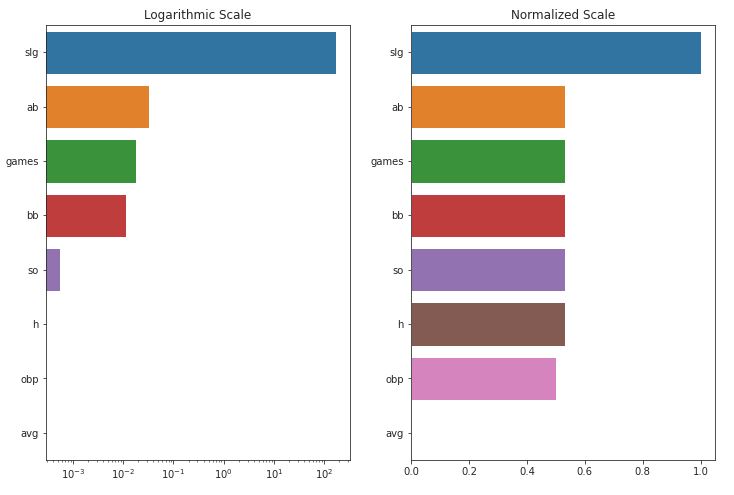 Logarithmic Scale
slg
ab
games
bb
so
h
obp
avg
10⁻³ 10⁻² 10⁻¹ 10⁰ 10¹ 10²
Normalized Scale
slg
ab
games
bb
so
h
obp
avg
0.0 0.2 0.4 0.6 0.8 1.0